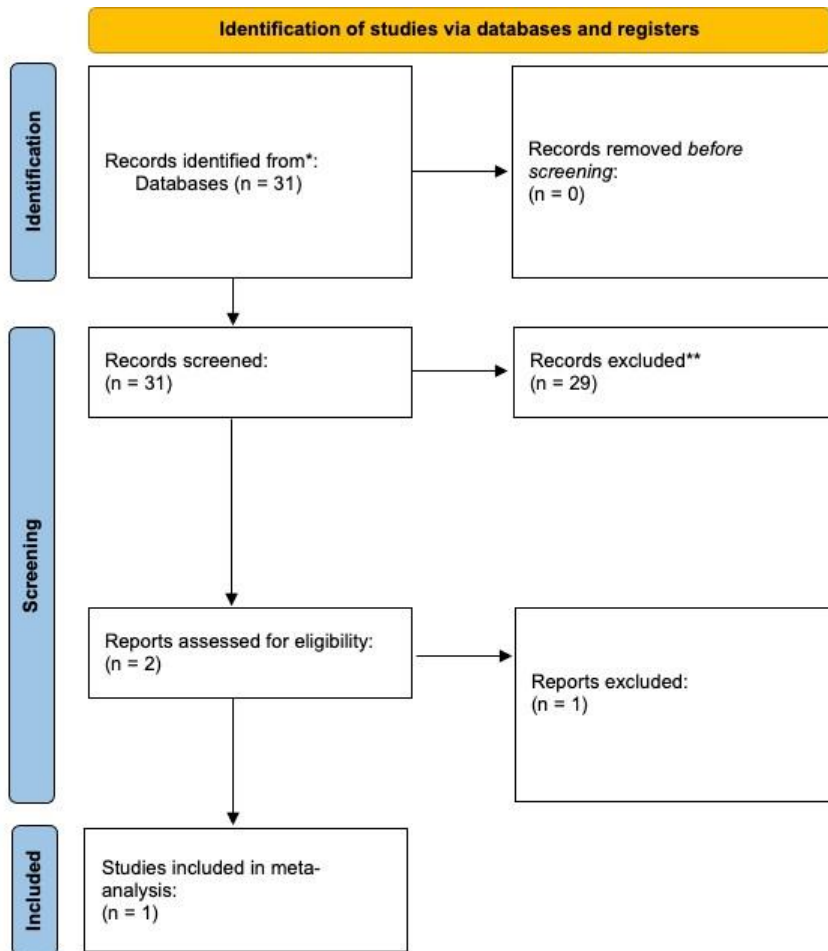 Identification of studies via databases and registers
Identification
Records identified from*:
Databases (n = 31)
Records removed before
screening:
(n = 0)
Screening
Records screened:
(n = 31)
Records excluded**
(n = 29)
Reports assessed for eligibility:
(n = 2)
Reports excluded:
(n = 1)
Included
Studies included in meta-
analysis:
(n = 1)